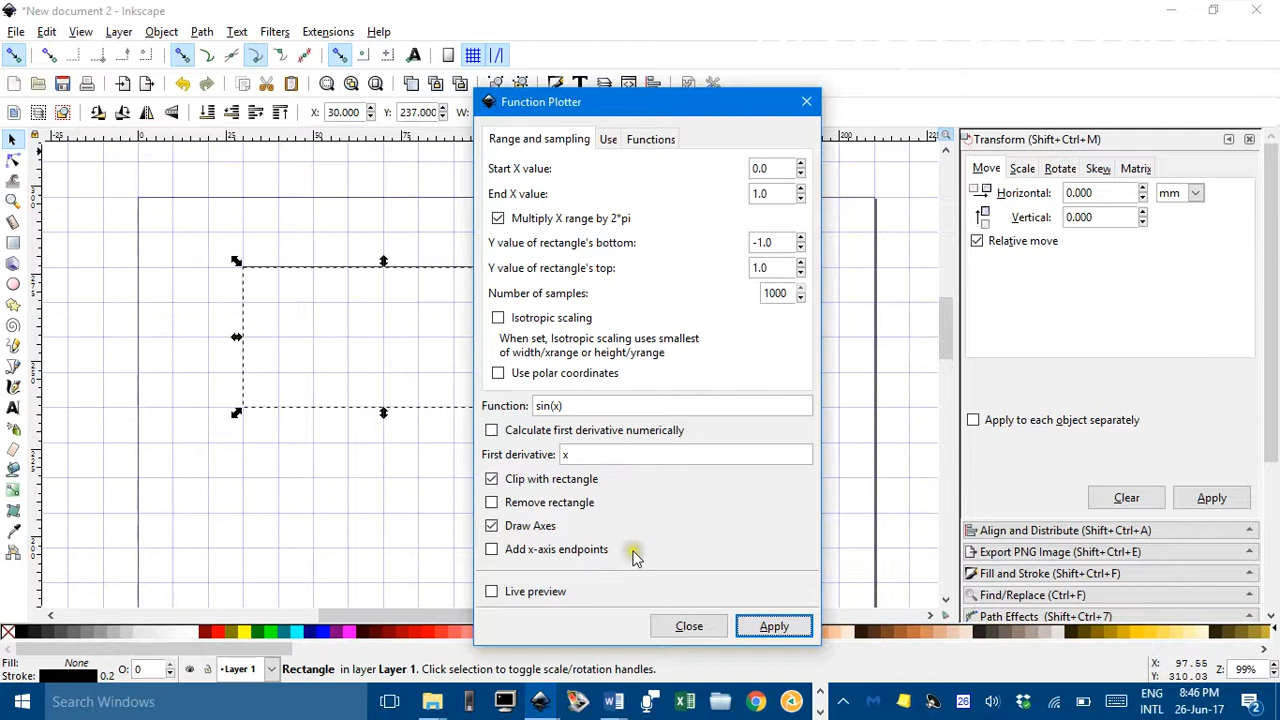 *New document 2 - Inkscape
File Edit View Layer Object Path Text Filters Extensions Help
X: 30.000 Y: 237.000 W:
Function Plotter
Range and sampling Use Functions
Start X value: 0.0
End X value: 1.0
Multiply X range by 2*pi
Y value of rectangle's bottom: -1.0
Y value of rectangle's top: 1.0
Number of samples: 1000
Isotropic scaling
When set, Isotropic scaling uses smallest
of width/xrange or height/yrange
Use polar coordinates
Function: sin(x)
Calculate first derivative numerically
First derivative: x
Clip with rectangle
Remove rectangle
Draw Axes
Add x-axis endpoints
Live preview
Close Apply
Transform (Shift+Ctrl+M)
Move Scale Rotate Skew Matrix
Horizontal: 0.000 mm
Vertical: 0.000
Relative move
Apply to each object separately
Clear Apply
Align and Distribute (Shift+Ctrl+A)
Export PNG Image (Shift+Ctrl+E)
Fill and Stroke (Shift+Ctrl+F)
Find/Replace (Ctrl+F)
Path Effects (Shift+Ctrl+7)
Fill: None
Stroke: 0.2
O: 0
Layer 1
Rectangle in layer Layer 1. Click selection to toggle scale/rotation handles.
X: 97.55
Y: 310.03
Z: 99%
Search Windows
26
ENG
INTL
8:46 PM
26-Jun-17
2